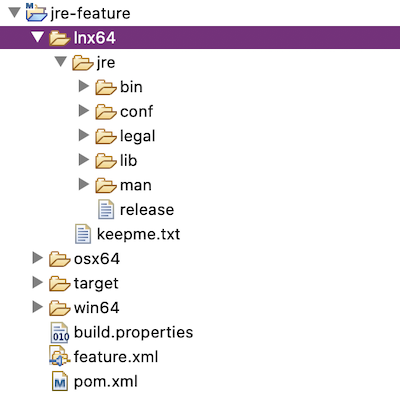 jre-feature
lnx64
jre
bin
conf
legal
lib
man
release
keepme.txt
osx64
target
win64
build.properties
feature.xml
pom.xml